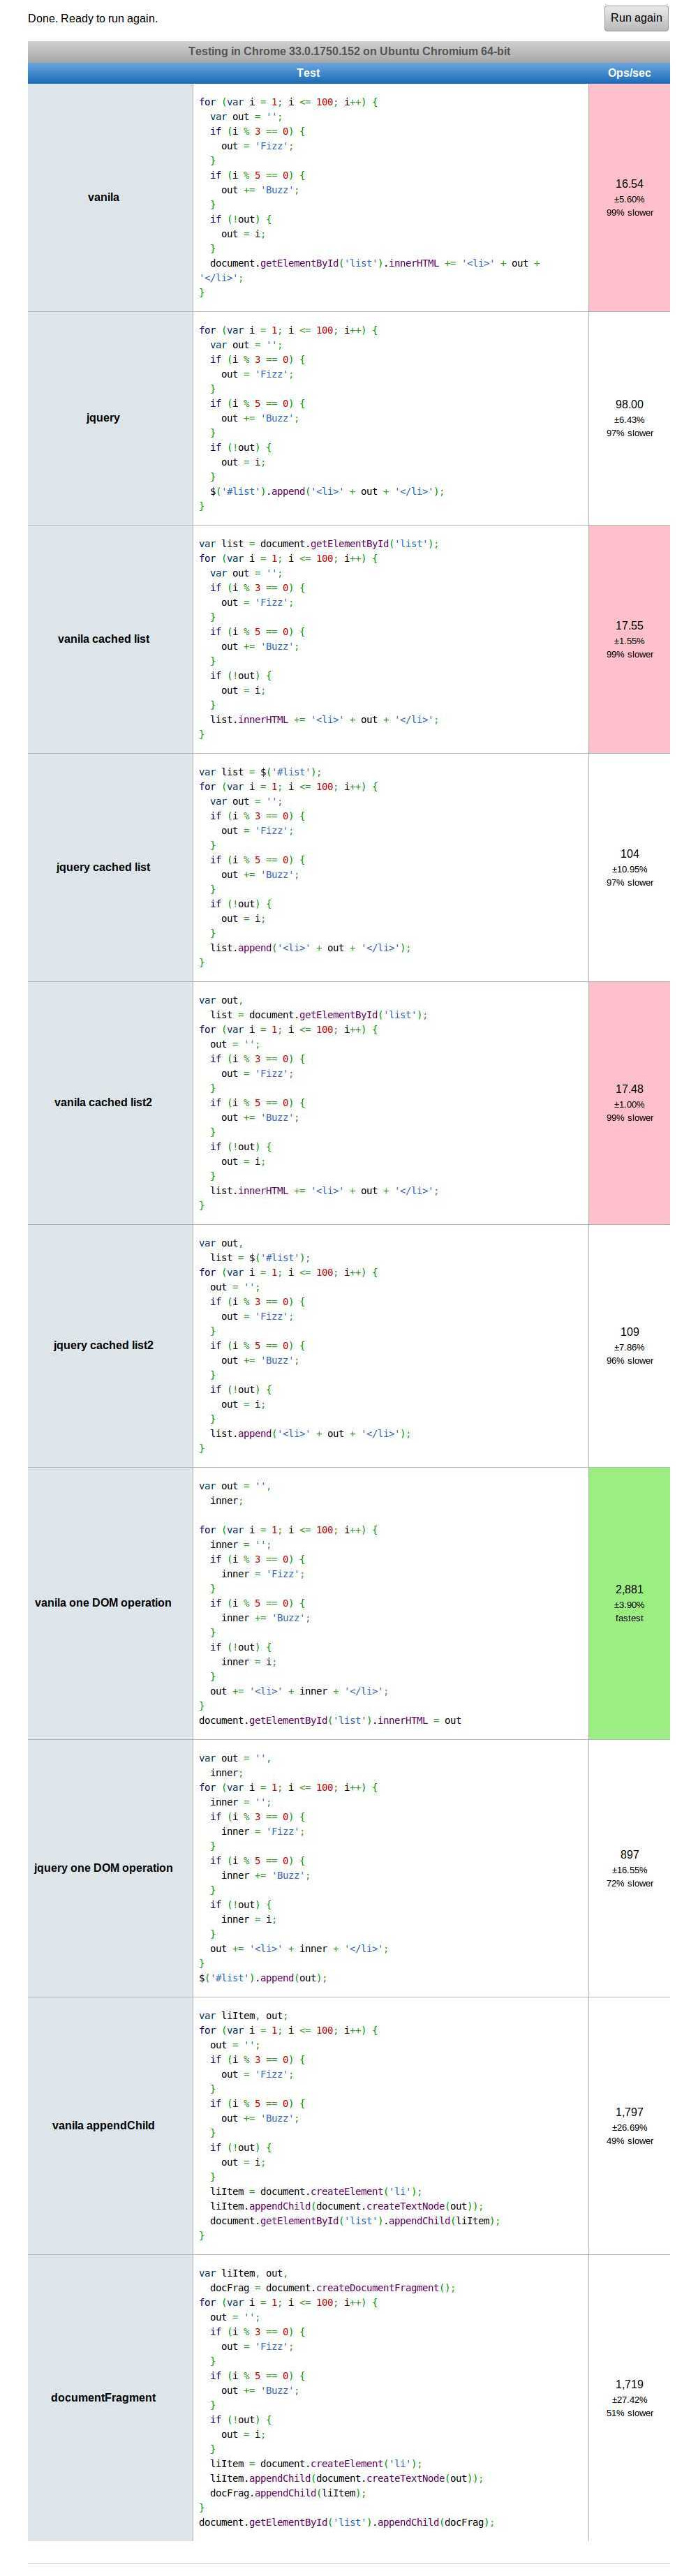 Done. Ready to run again.
Run again
Testing in Chrome 33.0.1750.152 on Ubuntu Chromium 64-bit
Test Ops/sec
vanila
for (var i = 1; i <= 100; i++) {
  var out = '';
  if (i % 3 == 0) {
    out = 'Fizz';
  }
  if (i % 5 == 0) {
    out += 'Buzz';
  }
  if (!out) {
    out = i;
  }
  document.getElementById('list').innerHTML += '<li>' + out +
'</li>';
}
16.54
±5.60%
99% slower
jquery
for (var i = 1; i <= 100; i++) {
  var out = '';
  if (i % 3 == 0) {
    out = 'Fizz';
  }
  if (i % 5 == 0) {
    out += 'Buzz';
  }
  if (!out) {
    out = i;
  }
  $('#list').append('<li>' + out + '</li>');
}
98.00
±6.43%
97% slower
vanila cached list
var list = document.getElementById('list');
for (var i = 1; i <= 100; i++) {
  var out = '';
  if (i % 3 == 0) {
    out = 'Fizz';
  }
  if (i % 5 == 0) {
    out += 'Buzz';
  }
  if (!out) {
    out = i;
  }
  list.innerHTML += '<li>' + out + '</li>';
}
17.55
±1.55%
99% slower
jquery cached list
var list = $('#list');
for (var i = 1; i <= 100; i++) {
  var out = '';
  if (i % 3 == 0) {
    out = 'Fizz';
  }
  if (i % 5 == 0) {
    out += 'Buzz';
  }
  if (!out) {
    out = i;
  }
  list.append('<li>' + out + '</li>');
}
104
±10.95%
97% slower
vanila cached list2
var out,
  list = document.getElementById('list');
for (var i = 1; i <= 100; i++) {
  out = '';
  if (i % 3 == 0) {
    out = 'Fizz';
  }
  if (i % 5 == 0) {
    out += 'Buzz';
  }
  if (!out) {
    out = i;
  }
  list.innerHTML += '<li>' + out + '</li>';
}
17.48
±1.00%
99% slower
jquery cached list2
var out,
  list = $('#list');
for (var i = 1; i <= 100; i++) {
  out = '';
  if (i % 3 == 0) {
    out = 'Fizz';
  }
  if (i % 5 == 0) {
    out += 'Buzz';
  }
  if (!out) {
    out = i;
  }
  list.append('<li>' + out + '</li>');
}
109
±7.86%
96% slower
vanila one DOM operation
var out = '',
  inner;
for (var i = 1; i <= 100; i++) {
  inner = '';
  if (i % 3 == 0) {
    inner = 'Fizz';
  }
  if (i % 5 == 0) {
    inner += 'Buzz';
  }
  if (!out) {
    inner = i;
  }
  out += '<li>' + inner + '</li>';
}
document.getElementById('list').innerHTML = out
2,881
±3.90%
fastest
jquery one DOM operation
var out = '',
  inner;
for (var i = 1; i <= 100; i++) {
  inner = '';
  if (i % 3 == 0) {
    inner = 'Fizz';
  }
  if (i % 5 == 0) {
    inner += 'Buzz';
  }
  if (!out) {
    inner = i;
  }
  out += '<li>' + inner + '</li>';
}
$('#list').append(out);
897
±16.55%
72% slower
vanila appendChild
var liItem, out;
for (var i = 1; i <= 100; i++) {
  out = '';
  if (i % 3 == 0) {
    out = 'Fizz';
  }
  if (i % 5 == 0) {
    out += 'Buzz';
  }
  if (!out) {
    out = i;
  }
  liItem = document.createElement('li');
  liItem.appendChild(document.createTextNode(out));
  document.getElementById('list').appendChild(liItem);
}
1,797
±26.69%
49% slower
documentFragment
var liItem, out,
  docFrag = document.createDocumentFragment();
for (var i = 1; i <= 100; i++) {
  out = '';
  if (i % 3 == 0) {
    out = 'Fizz';
  }
  if (i % 5 == 0) {
    out += 'Buzz';
  }
  if (!out) {
    out = i;
  }
  liItem = document.createElement('li');
  liItem.appendChild(document.createTextNode(out));
  docFrag.appendChild(liItem);
}
document.getElementById('list').appendChild(docFrag);
1,719
±27.42%
51% slower